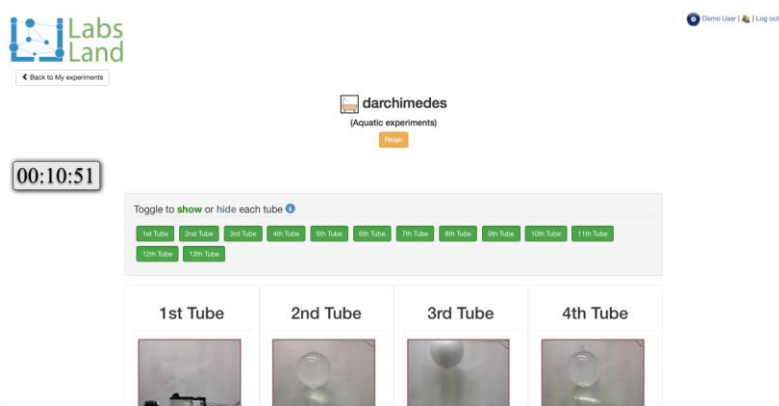 Labs
Land
Demo User | | Log out
Back to My experiments
darchimedes
(Aquatic experiments)
Finish
00:10:51
Toggle to show or hide each tube
1st Tube 2nd Tube 3rd Tube 4th Tube 5th Tube 6th Tube 7th Tube 8th Tube 9th Tube 10th Tube 11th Tube
12th Tube 13th Tube
1st Tube 2nd Tube 3rd Tube 4th Tube